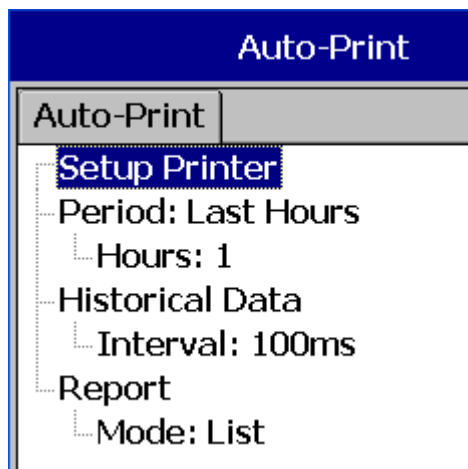 Auto-Print
Auto-Print
Setup Printer
Period: Last Hours
Hours: 1
Historical Data
Interval: 100ms
Report
Mode: List